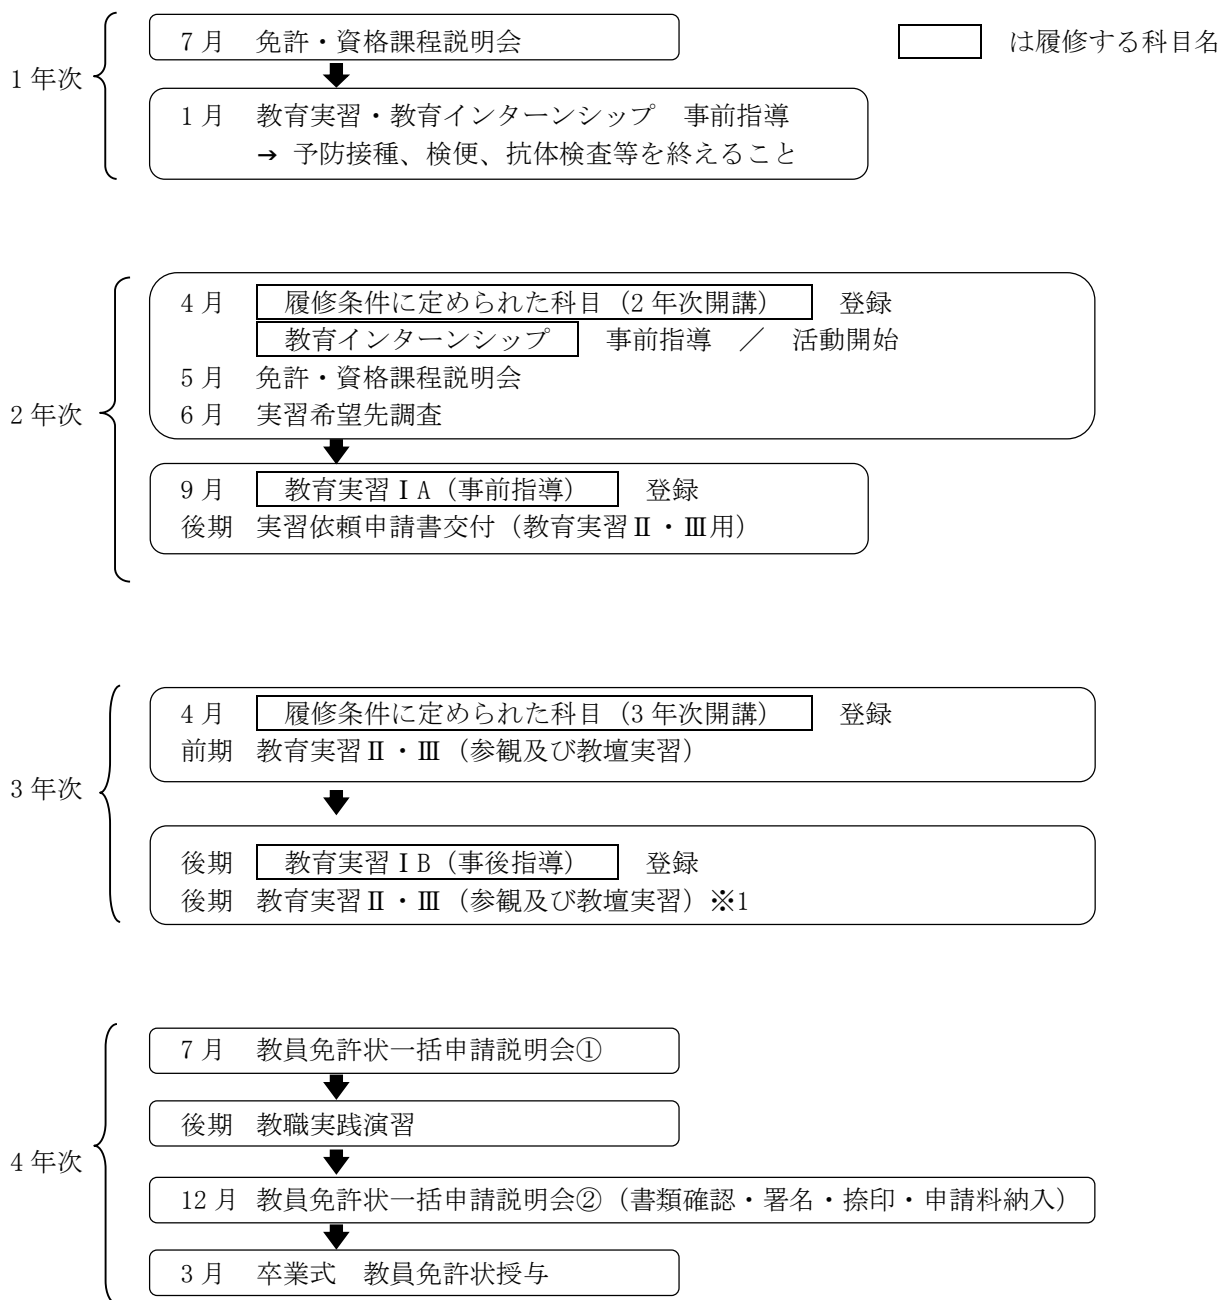 7月 免許・資格課程説明会
は履修する科目名
1年次
1月 教育実習・教育インターンシップ 事前指導
→ 予防接種、検便、抗体検査等を終えること
4月 履修条件に定められた科目（2年次開講） 登録
教育インターンシップ 事前指導 ／ 活動開始
5月 免許・資格課程説明会
2年次
6月 実習希望先調査
9月 教育実習ⅠA（事前指導） 登録
後期 実習依頼申請書交付（教育実習Ⅱ・Ⅲ用）
4月 履修条件に定められた科目（3年次開講） 登録
前期 教育実習Ⅱ・Ⅲ（参観及び教壇実習）
3年次
後期 教育実習ⅠB（事後指導） 登録
後期 教育実習Ⅱ・Ⅲ（参観及び教壇実習）※1
7月 教員免許状一括申請説明会①
後期 教職実践演習
4年次
12月 教員免許状一括申請説明会②（書類確認・署名・捺印・申請料納入）
3月 卒業式 教員免許状授与